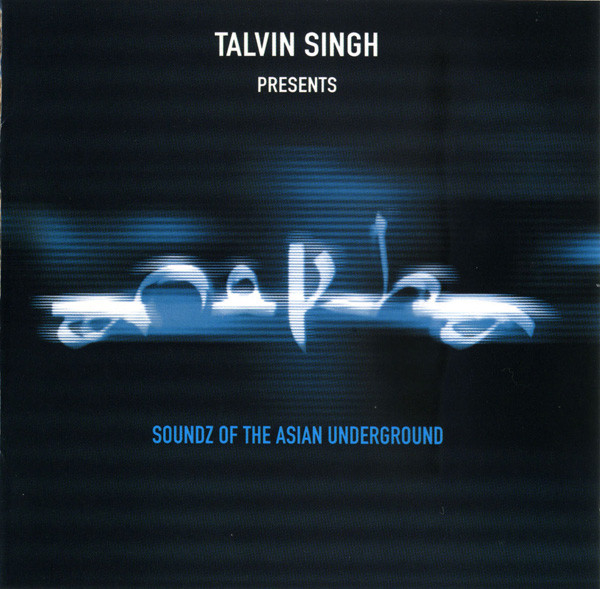 TALVIN SINGH
PRESENTS
SOUNDZ OF THE ASIAN UNDERGROUND